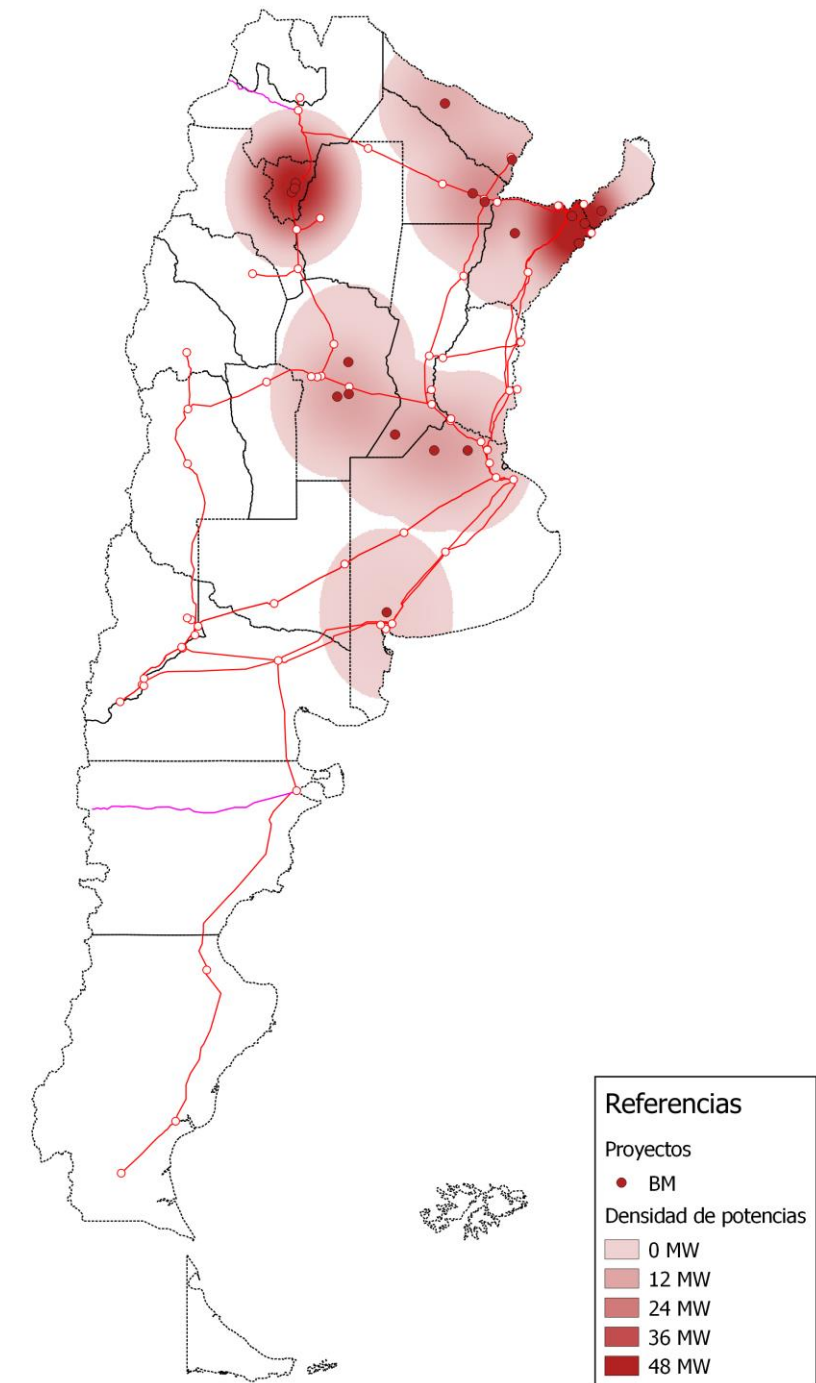 Referencias
Proyectos
BM
Densidad de potencias
0 MW
12 MW
24 MW
36 MW
48 MW